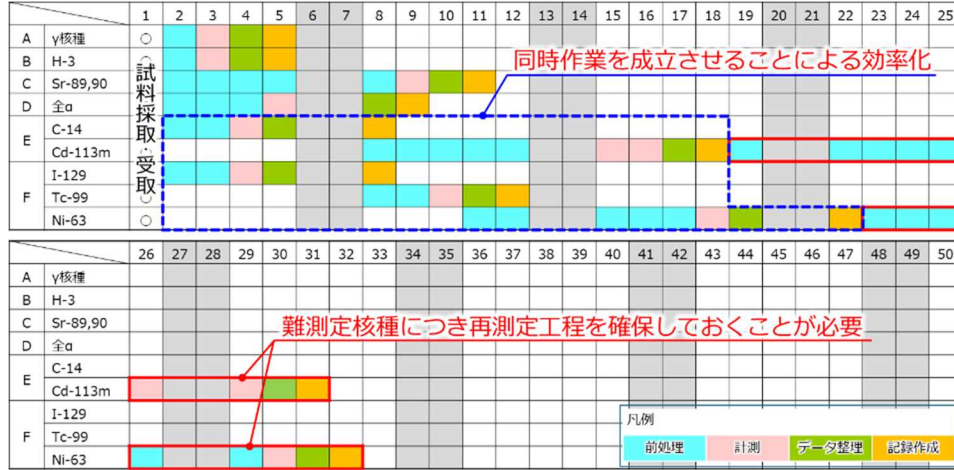 1 2 3 4 5 6 7 8 9 10 11 12 13 14 15 16 17 18 19 20 21 22 23 24 25
A γ核種 ○
B H-3 ○
C Sr-89,90
D 全α
E
C-14
Cd-113m
F
I-129
Tc-99
Ni-63 ○
試料採取・受取
同時作業を成立させることによる効率化
26 27 28 29 30 31 32 33 34 35 36 37 38 39 40 41 42 43 44 45 46 47 48 49 50
A γ核種
B H-3
C Sr-89,90
D 全α
E
C-14
Cd-113m
F
I-129
Tc-99
Ni-63
難測定核種につき再測定工程を確保しておくことが必要
凡例
前処理 計測 データ整理 記録作成